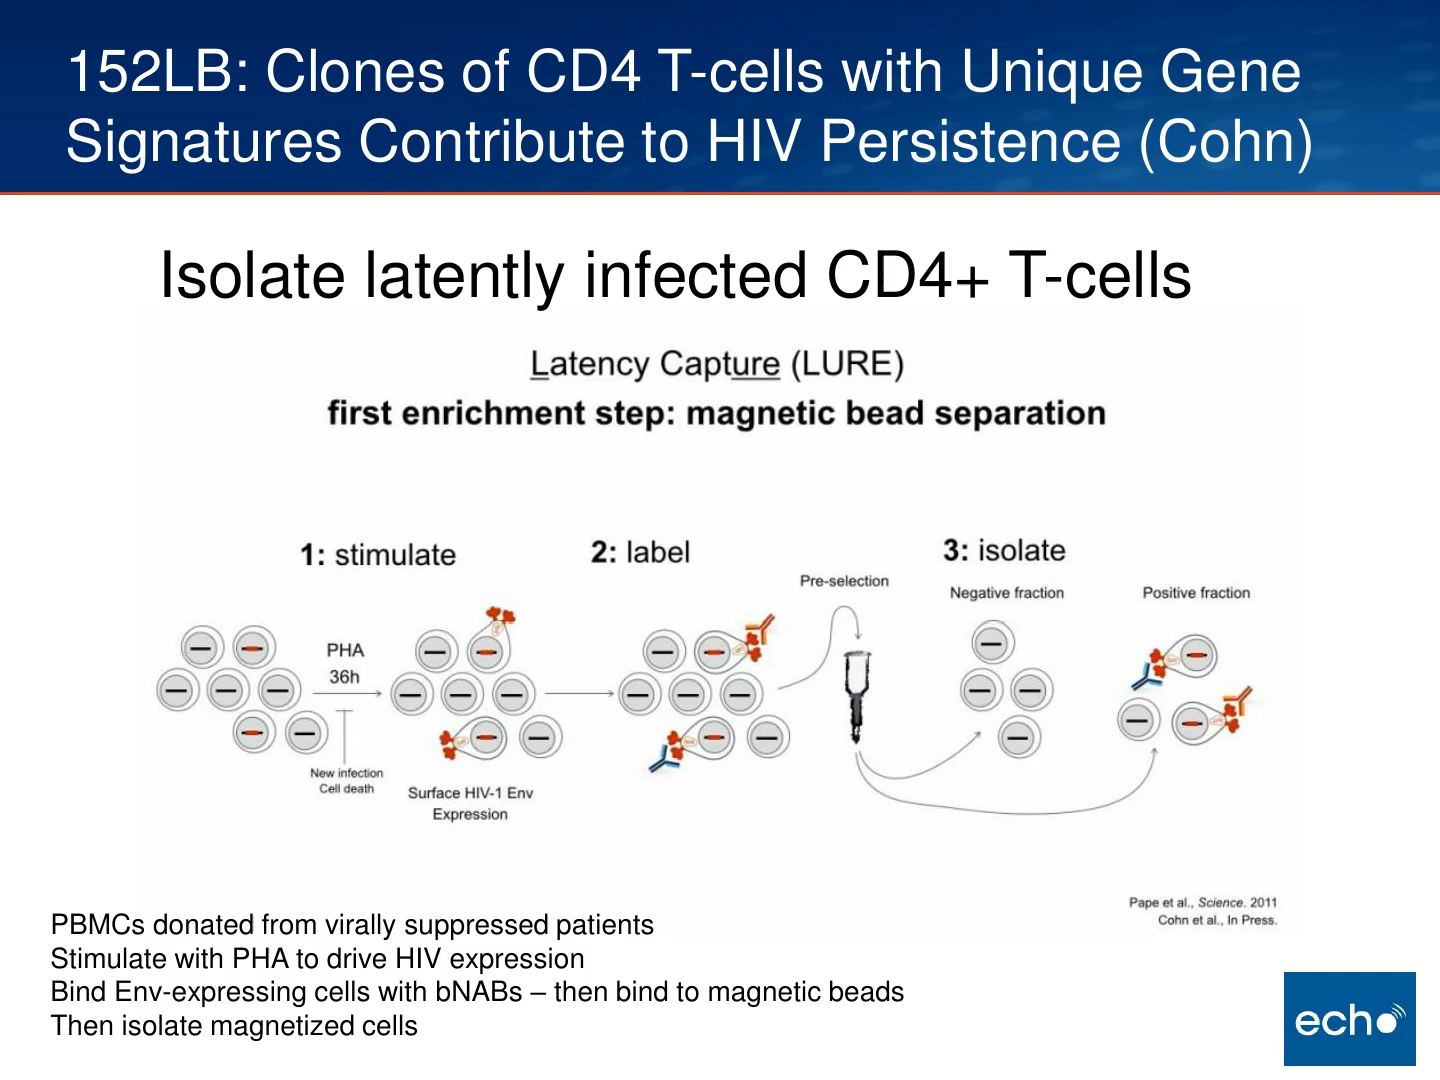 152LB: Clones of CD4 T-cells with Unique Gene
Signatures Contribute to HIV Persistence (Cohn)
Isolate latently infected CD4+ T-cells
Latency Capture (LURE)
first enrichment step: magnetic bead separation
1: stimulate
2: label
3: isolate
Pre-selection
Negative fraction
Positive fraction
PHA
36h
New infection
Cell death
Surface HIV-1 Env
Expression
Pape et al., Science. 2011
Cohn et al., In Press.
PBMCs donated from virally suppressed patients
Stimulate with PHA to drive HIV expression
Bind Env-expressing cells with bNABs – then bind to magnetic beads
Then isolate magnetized cells
echo